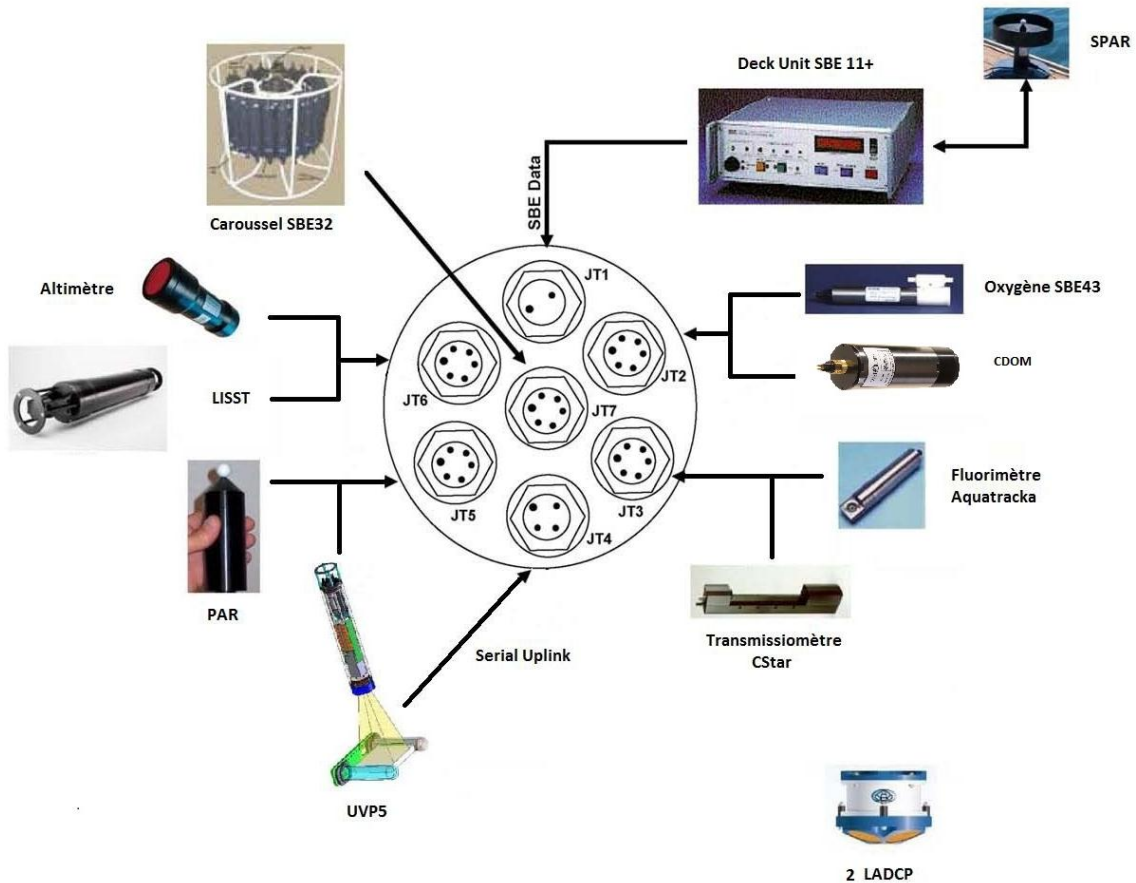 SPAR
Deck Unit SBE 11+
SBE Data
Caroussel SBE32
JT1
Altimètre
Oxygène SBE43
JT2
CDOM
JT6
LISST
JT7
Fluorimètre
Aquatracka
JT5
JT3
JT4
PAR
Transmissiomètre
CStar
Serial Uplink
UVP5
2 LADCP